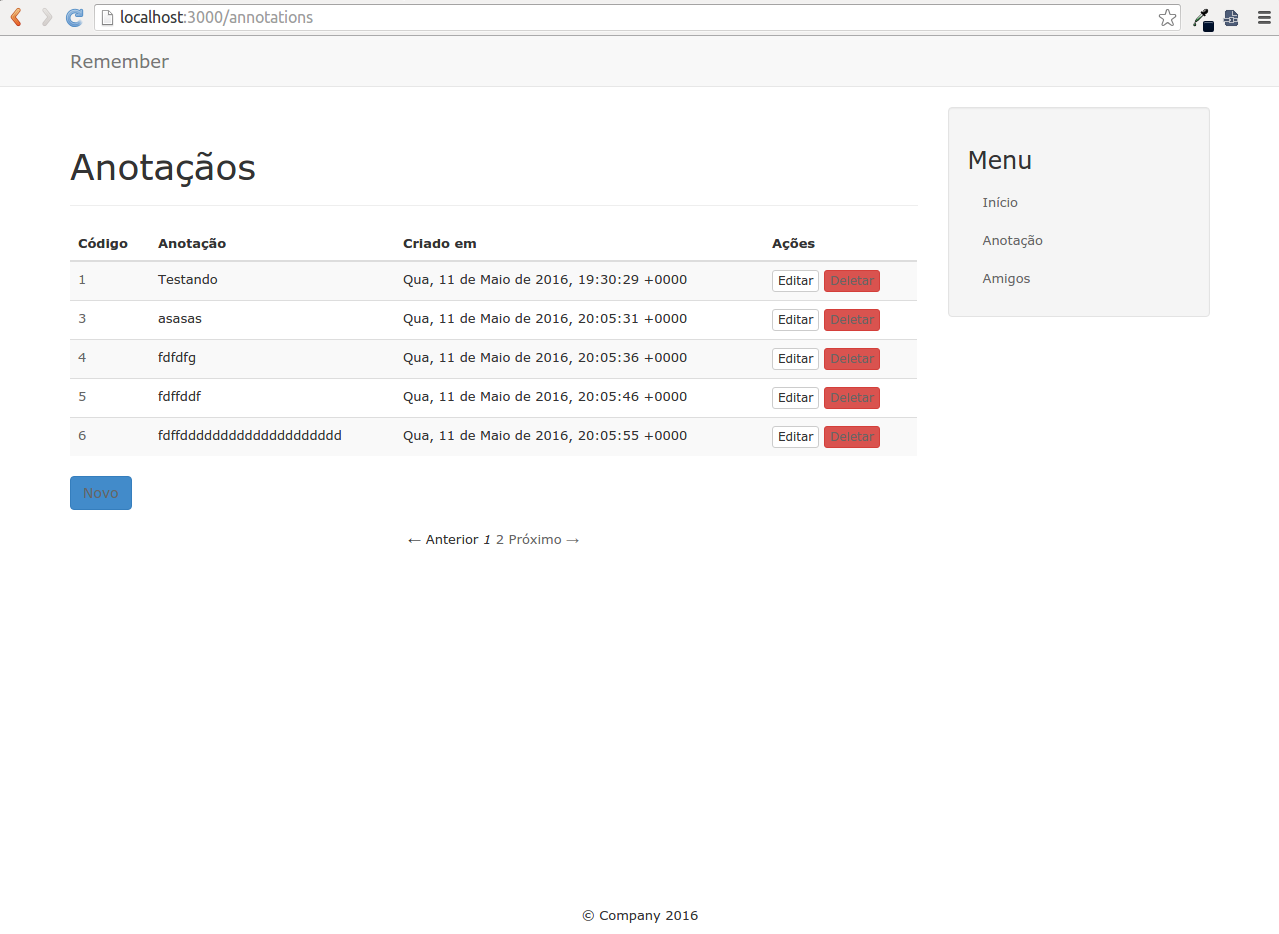 localhost:3000/annotations
Remember
Anotaçãos
Código Anotação Criado em Ações
1 Testando Qua, 11 de Maio de 2016, 19:30:29 +0000 Editar Deletar
3 asasas Qua, 11 de Maio de 2016, 20:05:31 +0000 Editar Deletar
4 fdfdfg Qua, 11 de Maio de 2016, 20:05:36 +0000 Editar Deletar
5 fdffddf Qua, 11 de Maio de 2016, 20:05:46 +0000 Editar Deletar
6 fdffdddddddddddddddddddd Qua, 11 de Maio de 2016, 20:05:55 +0000 Editar Deletar
Novo
← Anterior 1 2 Próximo →
Menu
Início
Anotação
Amigos
© Company 2016